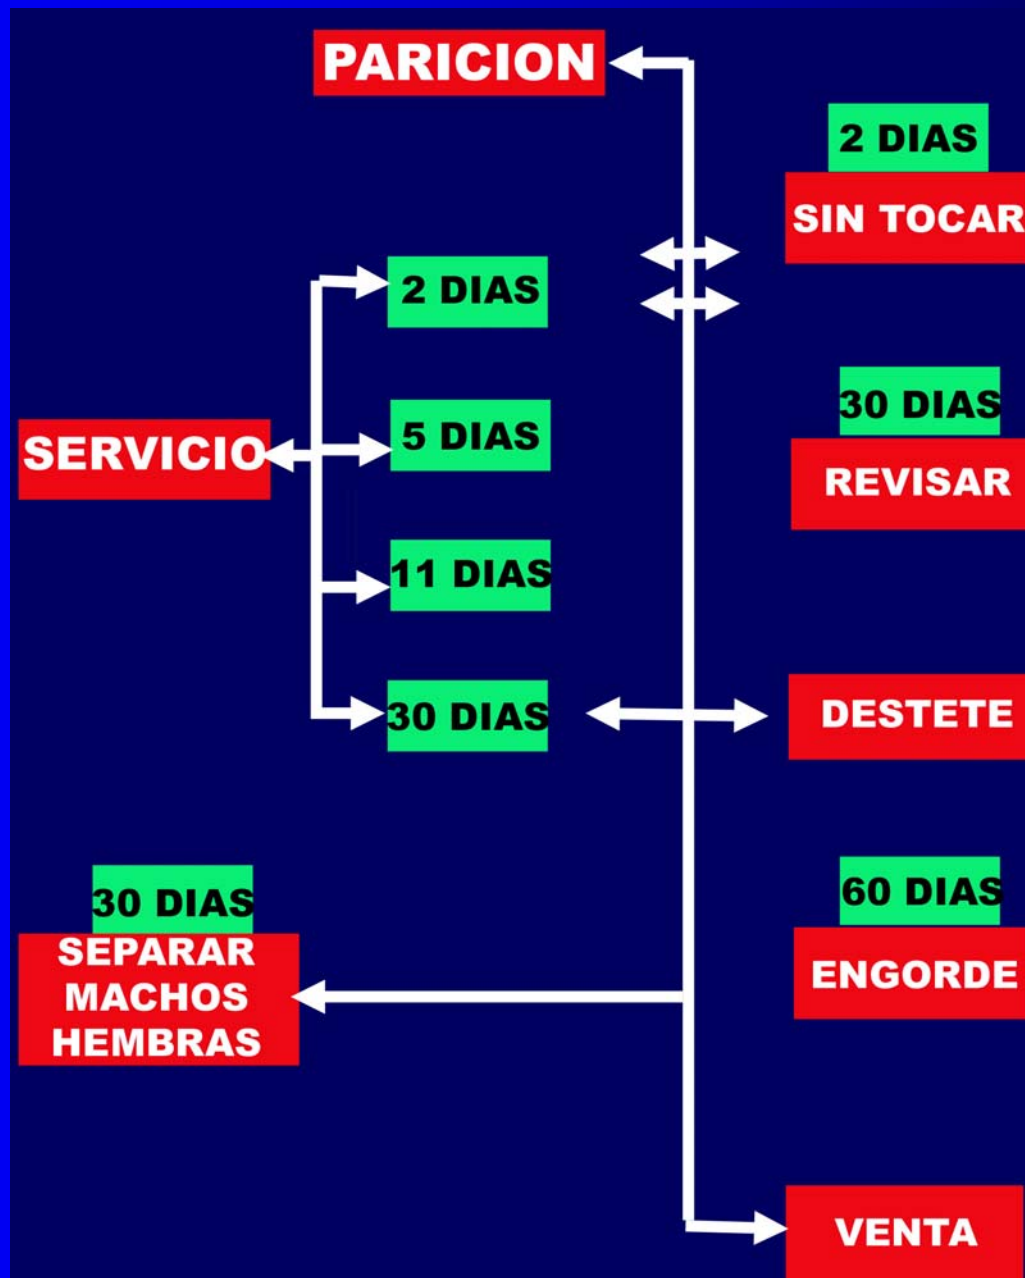 PARICION
2 DIAS
SIN TOCAR
2 DIAS
30 DIAS
REVISAR
5 DIAS
SERVICIO
11 DIAS
30 DIAS
DESTETE
60 DIAS
ENGORDE
30 DIAS
SEPARAR
MACHOS
HEMBRAS
VENTA